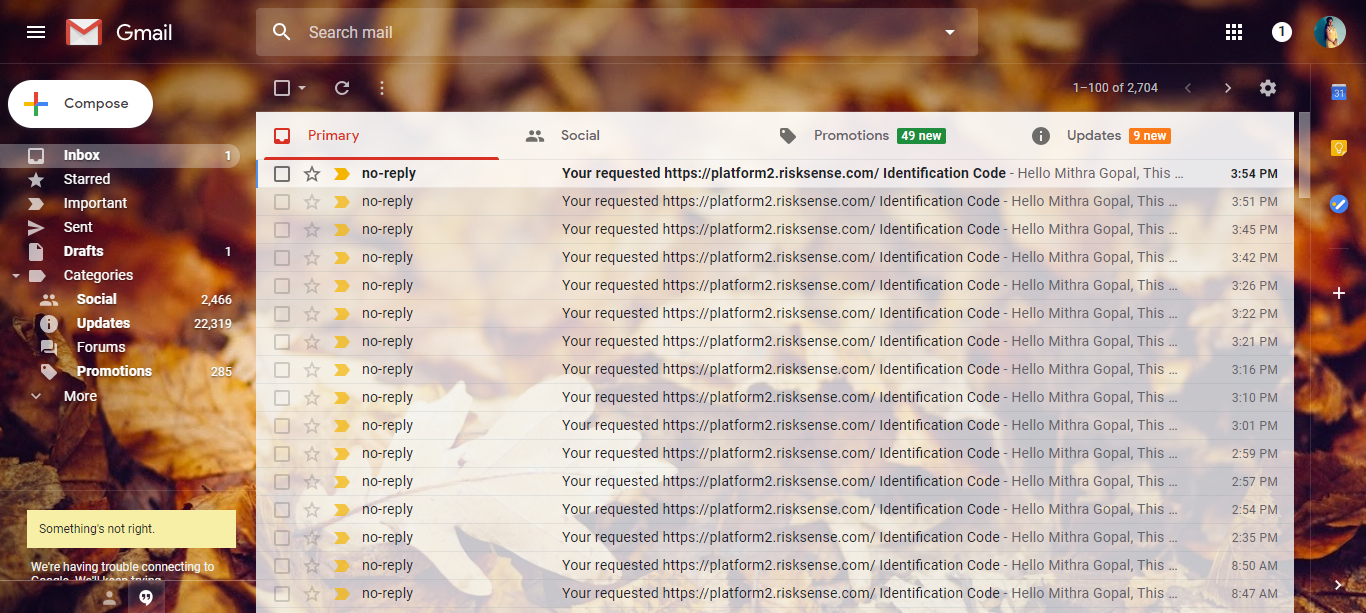 Gmail
Search mail
1
Compose
1–100 of 2,704
31
Inbox 1
Starred
Important
Sent
Drafts 1
Categories
Social 2,466
Updates 22,319
Forums
Promotions 285
More
Something's not right.
We're having trouble connecting to
Google. We'll keep trying
Primary
Social
Promotions 49 new
Updates 9 new
no-reply Your requested https://platform2.risksense.com/ Identification Code - Hello Mithra Gopal, This ... 3:54 PM
no-reply Your requested https://platform2.risksense.com/ Identification Code - Hello Mithra Gopal, This ... 3:51 PM
no-reply Your requested https://platform2.risksense.com/ Identification Code - Hello Mithra Gopal, This ... 3:45 PM
no-reply Your requested https://platform2.risksense.com/ Identification Code - Hello Mithra Gopal, This ... 3:42 PM
no-reply Your requested https://platform2.risksense.com/ Identification Code - Hello Mithra Gopal, This ... 3:26 PM
no-reply Your requested https://platform2.risksense.com/ Identification Code - Hello Mithra Gopal, This ... 3:22 PM
no-reply Your requested https://platform2.risksense.com/ Identification Code - Hello Mithra Gopal, This ... 3:21 PM
no-reply Your requested https://platform2.risksense.com/ Identification Code - Hello Mithra Gopal, This ... 3:16 PM
no-reply Your requested https://platform2.risksense.com/ Identification Code - Hello Mithra Gopal, This ... 3:10 PM
no-reply Your requested https://platform2.risksense.com/ Identification Code - Hello Mithra Gopal, This ... 3:01 PM
no-reply Your requested https://platform2.risksense.com/ Identification Code - Hello Mithra Gopal, This ... 2:59 PM
no-reply Your requested https://platform2.risksense.com/ Identification Code - Hello Mithra Gopal, This ... 2:57 PM
no-reply Your requested https://platform2.risksense.com/ Identification Code - Hello Mithra Gopal, This ... 2:54 PM
no-reply Your requested https://platform2.risksense.com/ Identification Code - Hello Mithra Gopal, This ... 2:35 PM
no-reply Your requested https://platform2.risksense.com/ Identification Code - Hello Mithra Gopal, This ... 8:50 AM
no-reply Your requested https://platform2.risksense.com/ Identification Code - Hello Mithra Gopal, This ... 8:47 AM